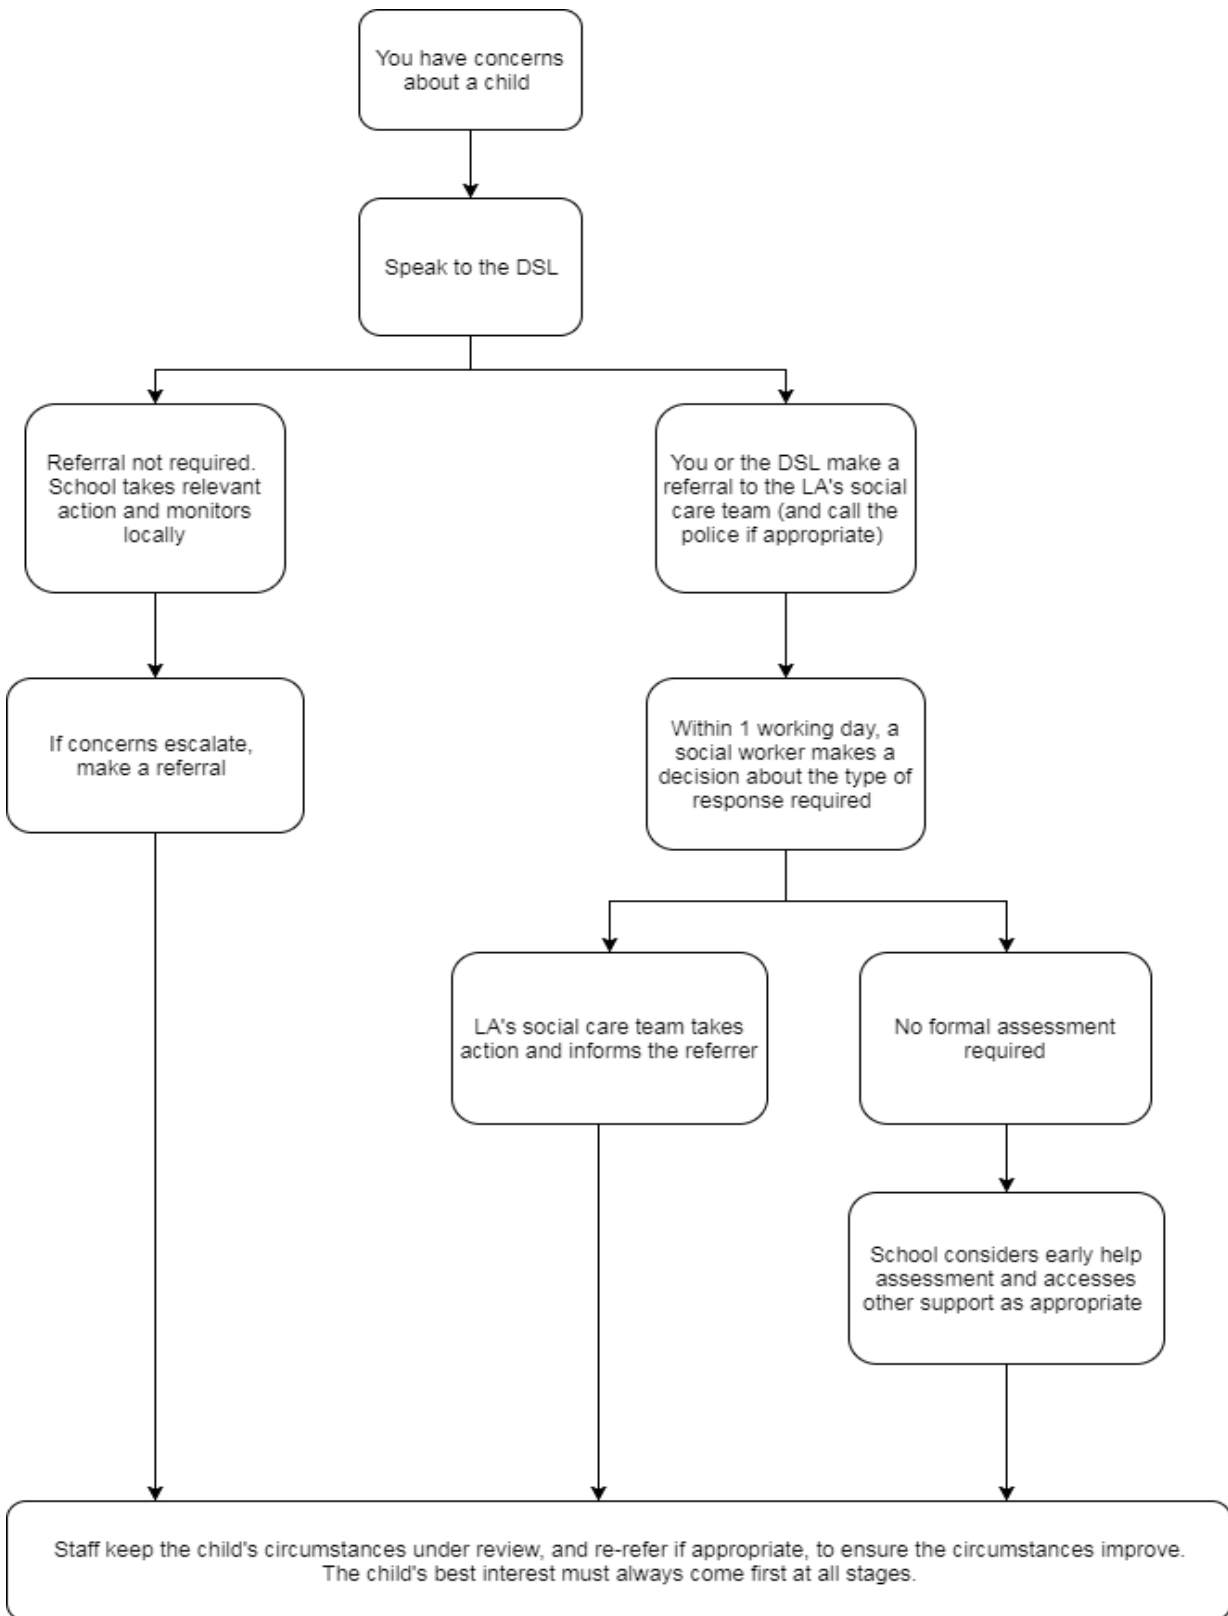 You have concerns
about a child
Speak to the DSL
Referral not required.
School takes relevant
action and monitors
locally
You or the DSL make a
referral to the LA's social
care team (and call the
police if appropriate)
If concerns escalate,
make a referral
Within 1 working day, a
social worker makes a
decision about the type of
response required
LA's social care team takes
action and informs the referrer
No formal assessment
required
School considers early help
assessment and accesses
other support as appropriate
Staff keep the child's circumstances under review, and re-refer if appropriate, to ensure the circumstances improve.
The child's best interest must always come first at all stages.